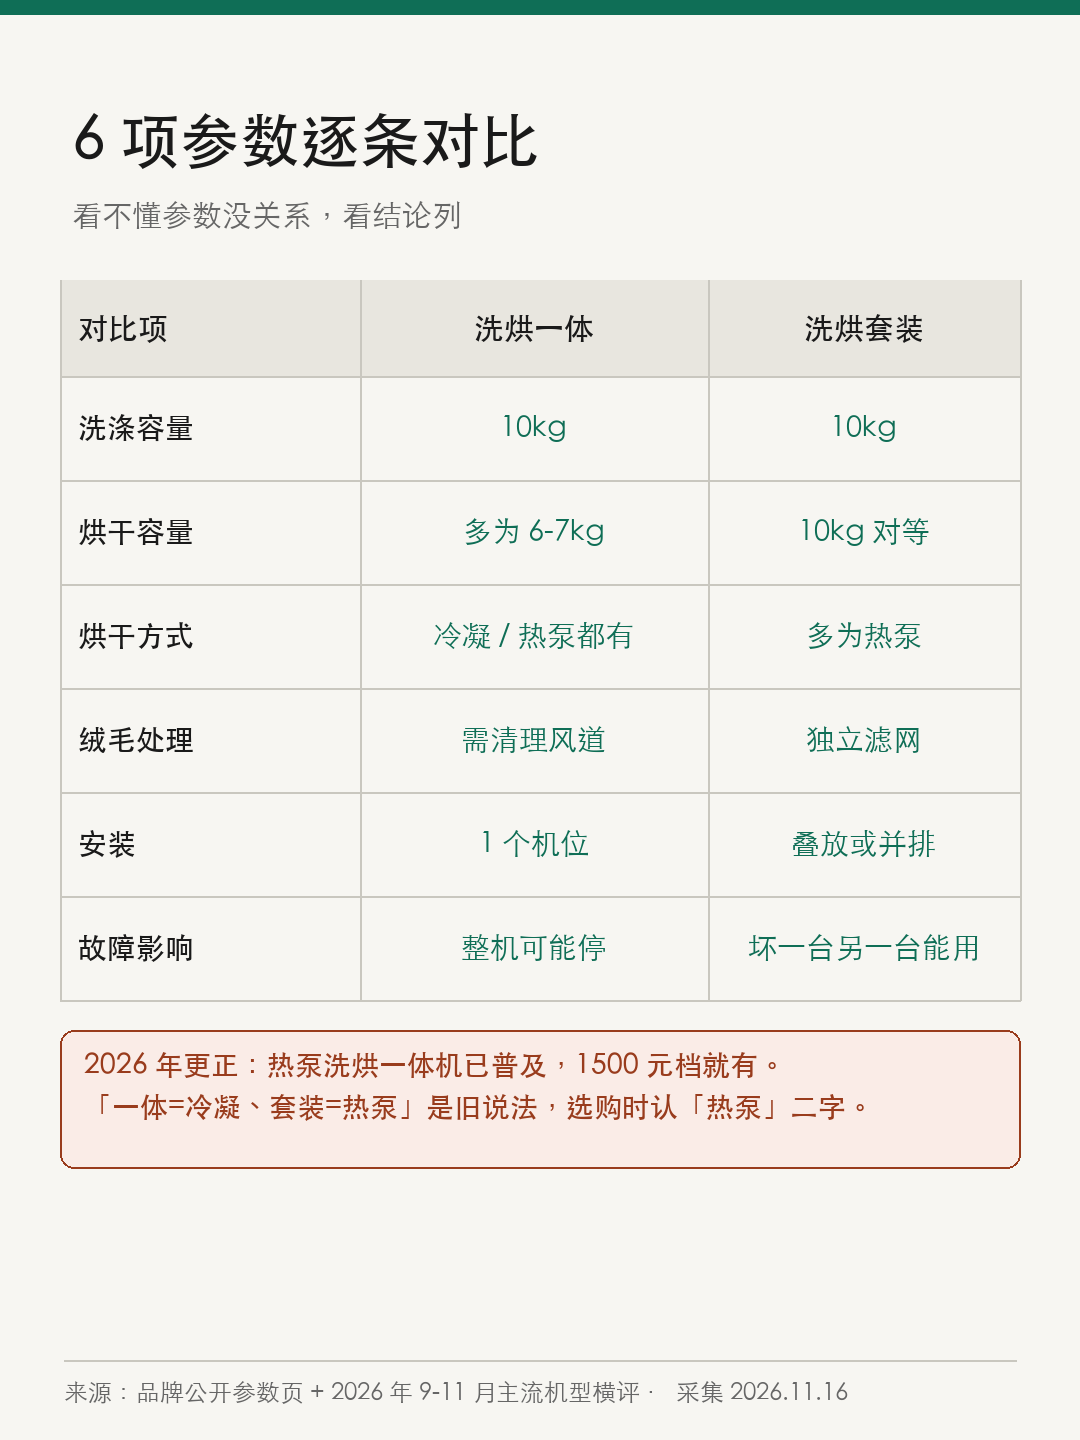 6 项参数逐条对比
看不懂参数没关系，看结论列
对比项 洗烘一体 洗烘套装
洗涤容量 10kg 10kg
烘干容量 多为 6-7kg 10kg 对等
烘干方式 冷凝 / 热泵都有 多为热泵
绒毛处理 需清理风道 独立滤网
安装 1 个机位 叠放或并排
故障影响 整机可能停 坏一台另一台能用
2026 年更正：热泵洗烘一体机已普及，1500 元档就有。
「一体=冷凝、套装=热泵」是旧说法，选购时认「热泵」二字。
来源：品牌公开参数页 + 2026 年 9-11 月主流机型横评 · 采集 2026.11.16